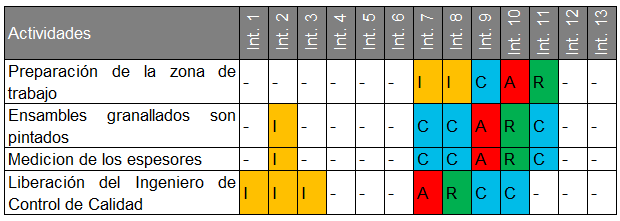 Actividades Int. 1 Int. 2 Int. 3 Int. 4 Int. 5 Int. 6 Int. 7 Int. 8 Int. 9 Int. 10 Int. 11 Int. 12 Int. 13
Preparación de la zona de
trabajo - - - - - - I I C A R - -
Ensambles granallados son
pintados - I - - - - C C A R C - -
Medicion de los espesores - I - - - - C C A R C - -
Liberación del Ingeniero de
Control de Calidad I I I - - - A R C C - - -